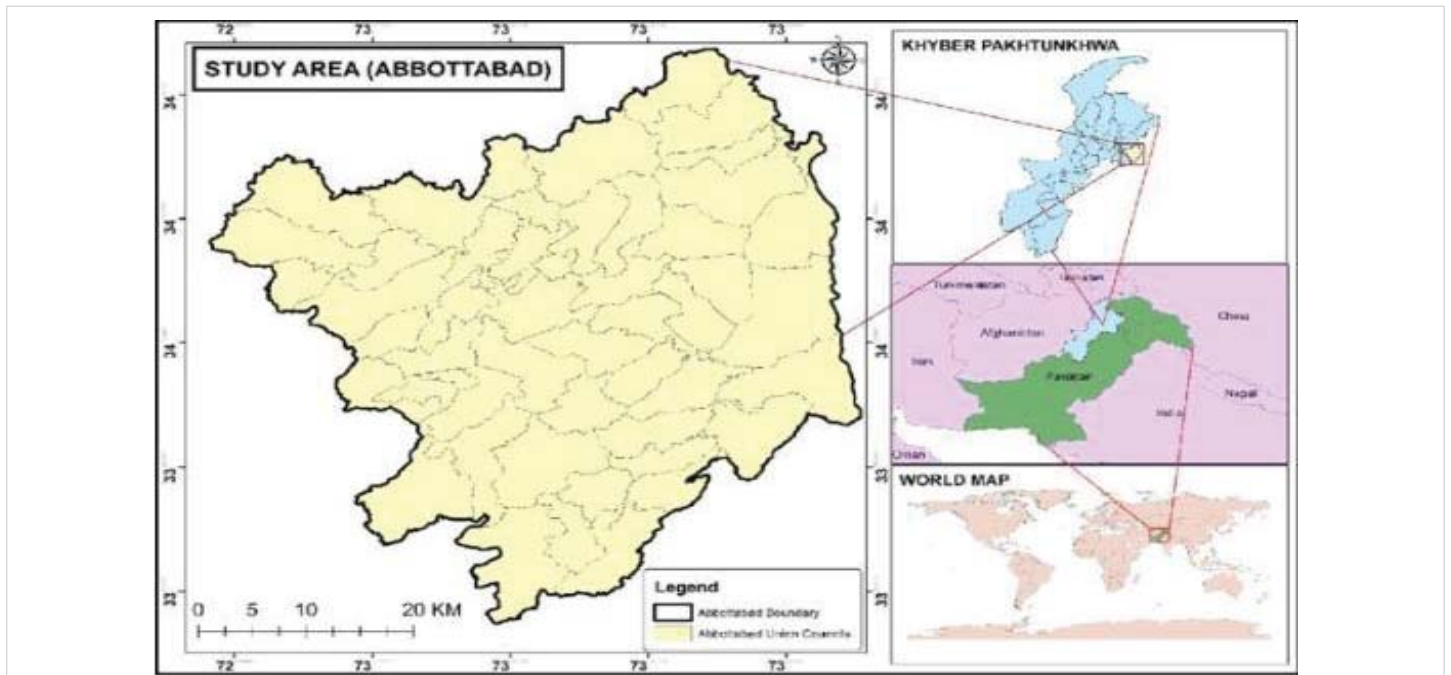 72 73 73 73 73
STUDY AREA (ABBOTTABAD)
34
34
34
33
33
34
34
34
33
33
0 5 10 20 KM
Legend
Abbottabad Boundary
Abbottabad Union Councils
72 73 73 73 73
KHYBER PAKHTUNKHWA
Turkmenistan
Afghanistan
China
Iran
Pakistan
Nepal
India
Oman
WORLD MAP